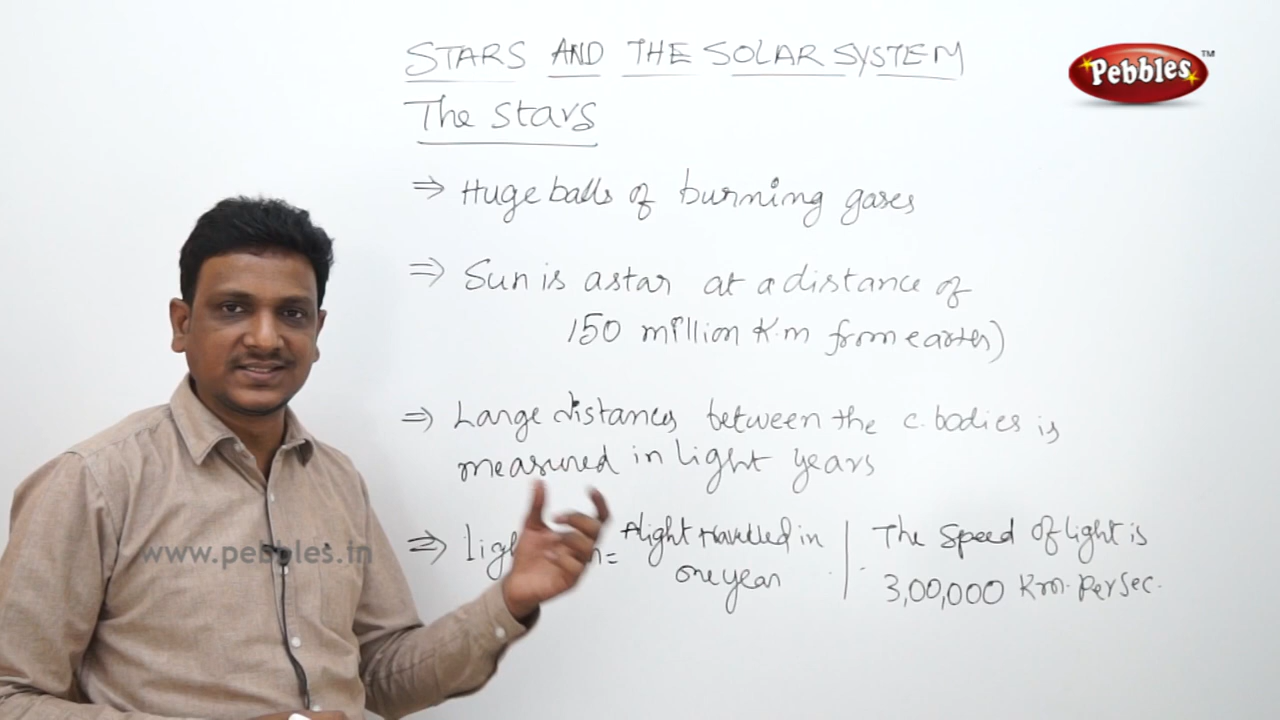 STARS AND THE SOLAR SYSTEM
Pebbles™
The stars
⇒ Huge balls of burning gases
⇒ Sun is a star at a distance of
150 million K.m from earth)
⇒ Large distances between the c. bodies is
measured in light years
⇒ light travelled in | The Speed of light is
one year | 3,00,000 Km. Per sec.
www.pebbles.in